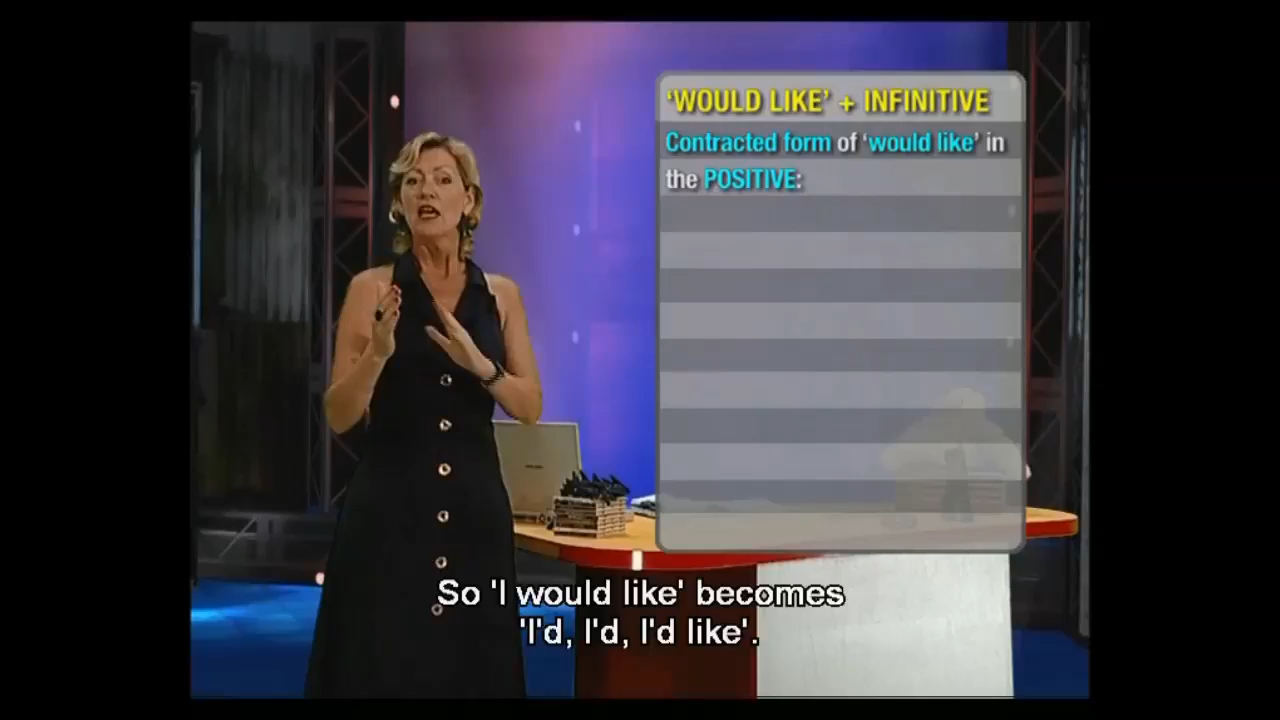 ‘WOULD LIKE’ + INFINITIVE
Contracted form of ‘would like’ in
the POSITIVE:
So 'I would like' becomes
'I'd, I'd, I'd like'.